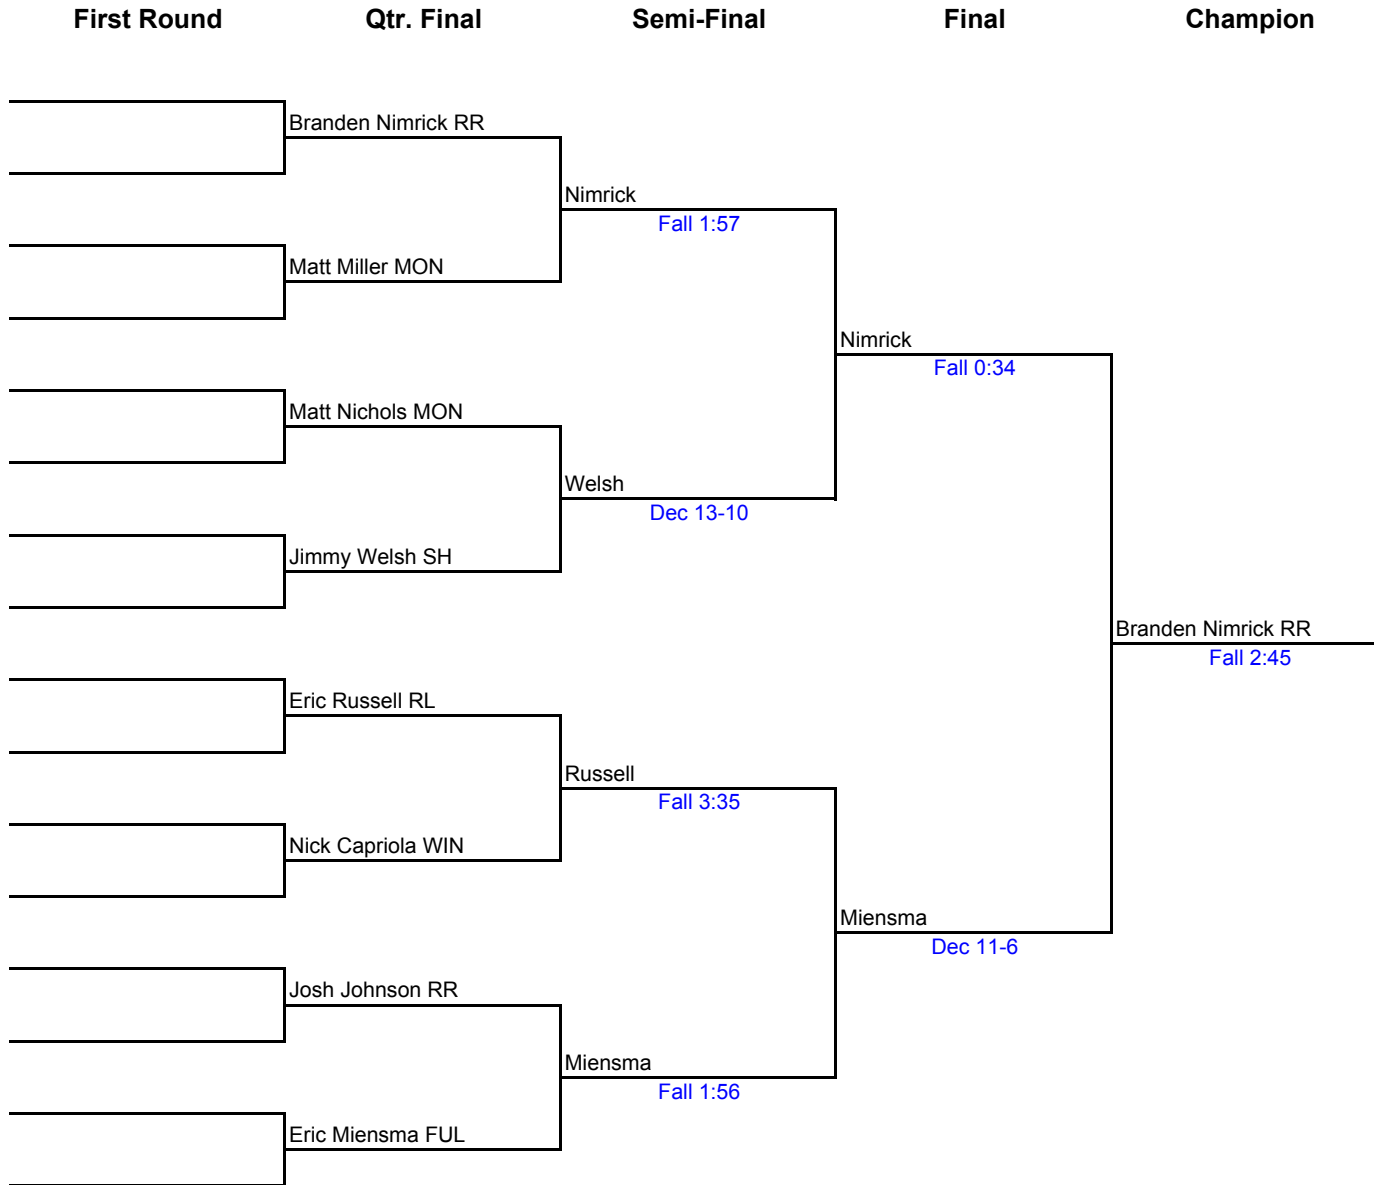 First Round Qtr. Final Semi-Final Final Champion
Branden Nimrick RR
Nimrick
Fall 1:57
Matt Miller MON
Nimrick
Fall 0:34
Matt Nichols MON
Welsh
Dec 13-10
Jimmy Welsh SH
Branden Nimrick RR
Fall 2:45
Eric Russell RL
Russell
Fall 3:35
Nick Capriola WIN
Miensma
Dec 11-6
Josh Johnson RR
Miensma
Fall 1:56
Eric Miensma FUL